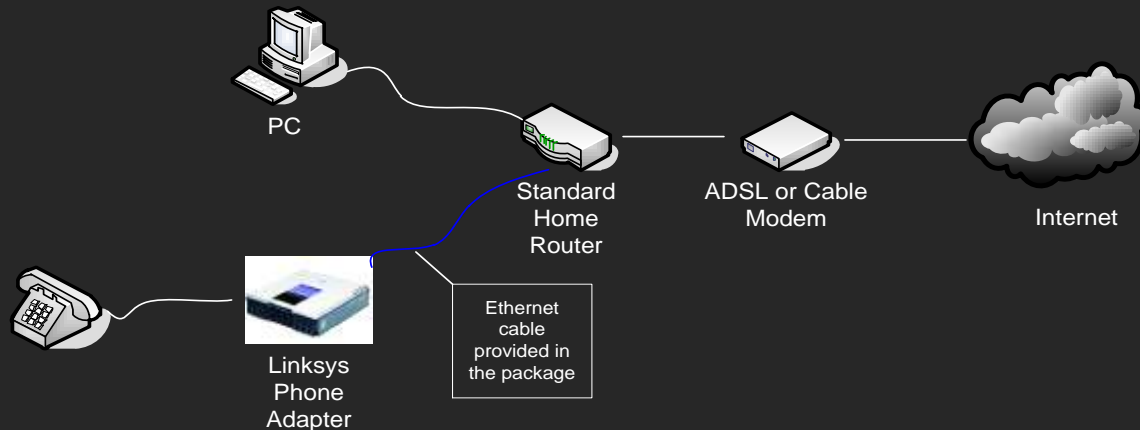 PC
Standard
Home
Router
ADSL or Cable
Modem
Internet
Linksys
Phone
Adapter
Ethernet
cable
provided in
the package